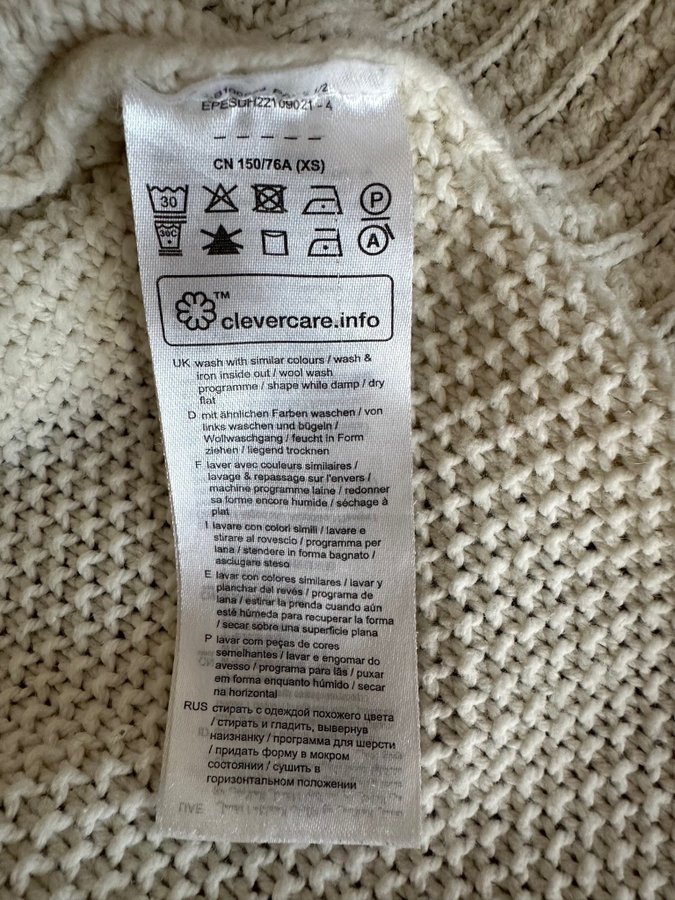 EPESDH22109021 - 4
CN 150/76A (XS)
30
P
30C
A
™
clevercare.info
UK wash with similar colours / wash &
iron inside out / wool wash
programme / shape while damp / dry
flat
D mit ähnlichen Farben waschen / von
links waschen und bügeln /
Wollwaschgang / feucht in Form
ziehen / liegend trocknen
F laver avec couleurs similaires /
lavage & repassage sur l'envers /
machine programme laine / redonner
sa forme encore humide / séchage à
plat
I lavare con colori simili / lavare e
stirare al rovescio / programma per
lana / stendere in forma bagnato /
asciugare steso
E lavar con colores similares / lavar y
planchar del revés / programa de
lana / estirar la prenda cuando aún
esté húmeda para recuperar la forma
/ secar sobre una superficie plana
P lavar com peças de cores
semelhantes / lavar e engomar do
avesso / programa para lãs / puxar
em forma enquanto húmido / secar
na horizontal
RUS стирать с одеждой похожего цвета
/ стирать и гладить, вывернув
наизнанку / программа для шерсти
/ придать форму в мокром
состоянии / сушить в
горизонтальном положении